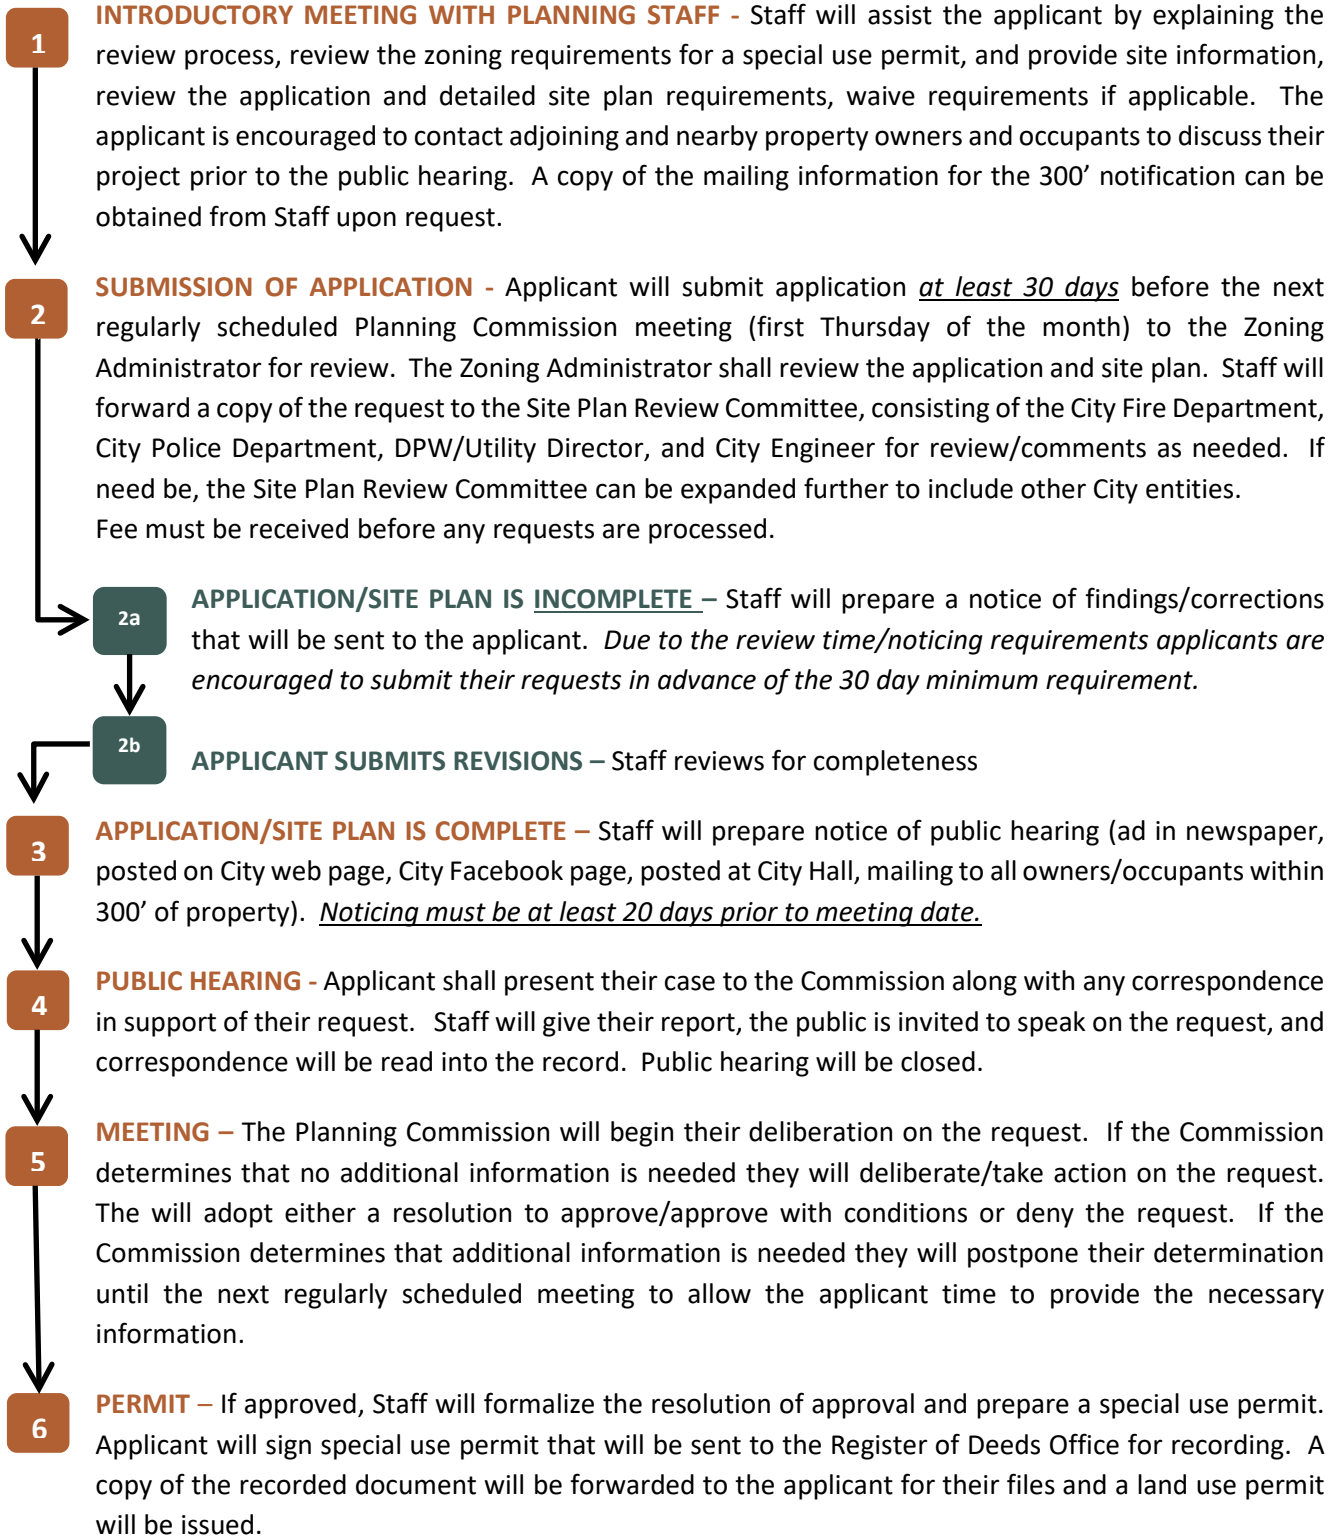 1
INTRODUCTORY MEETING WITH PLANNING STAFF - Staff will assist the applicant by explaining the
review process, review the zoning requirements for a special use permit, and provide site information,
review the application and detailed site plan requirements, waive requirements if applicable. The
applicant is encouraged to contact adjoining and nearby property owners and occupants to discuss their
project prior to the public hearing. A copy of the mailing information for the 300’ notification can be
obtained from Staff upon request.
2
SUBMISSION OF APPLICATION - Applicant will submit application at least 30 days before the next
regularly scheduled Planning Commission meeting (first Thursday of the month) to the Zoning
Administrator for review. The Zoning Administrator shall review the application and site plan. Staff will
forward a copy of the request to the Site Plan Review Committee, consisting of the City Fire Department,
City Police Department, DPW/Utility Director, and City Engineer for review/comments as needed. If
need be, the Site Plan Review Committee can be expanded further to include other City entities.
Fee must be received before any requests are processed.
2a
APPLICATION/SITE PLAN IS INCOMPLETE – Staff will prepare a notice of findings/corrections
that will be sent to the applicant. Due to the review time/noticing requirements applicants are
encouraged to submit their requests in advance of the 30 day minimum requirement.
2b
APPLICANT SUBMITS REVISIONS – Staff reviews for completeness
3
APPLICATION/SITE PLAN IS COMPLETE – Staff will prepare notice of public hearing (ad in newspaper,
posted on City web page, City Facebook page, posted at City Hall, mailing to all owners/occupants within
300’ of property). Noticing must be at least 20 days prior to meeting date.
4
PUBLIC HEARING - Applicant shall present their case to the Commission along with any correspondence
in support of their request. Staff will give their report, the public is invited to speak on the request, and
correspondence will be read into the record. Public hearing will be closed.
5
MEETING – The Planning Commission will begin their deliberation on the request. If the Commission
determines that no additional information is needed they will deliberate/take action on the request.
The will adopt either a resolution to approve/approve with conditions or deny the request. If the
Commission determines that additional information is needed they will postpone their determination
until the next regularly scheduled meeting to allow the applicant time to provide the necessary
information.
6
PERMIT – If approved, Staff will formalize the resolution of approval and prepare a special use permit.
Applicant will sign special use permit that will be sent to the Register of Deeds Office for recording. A
copy of the recorded document will be forwarded to the applicant for their files and a land use permit
will be issued.